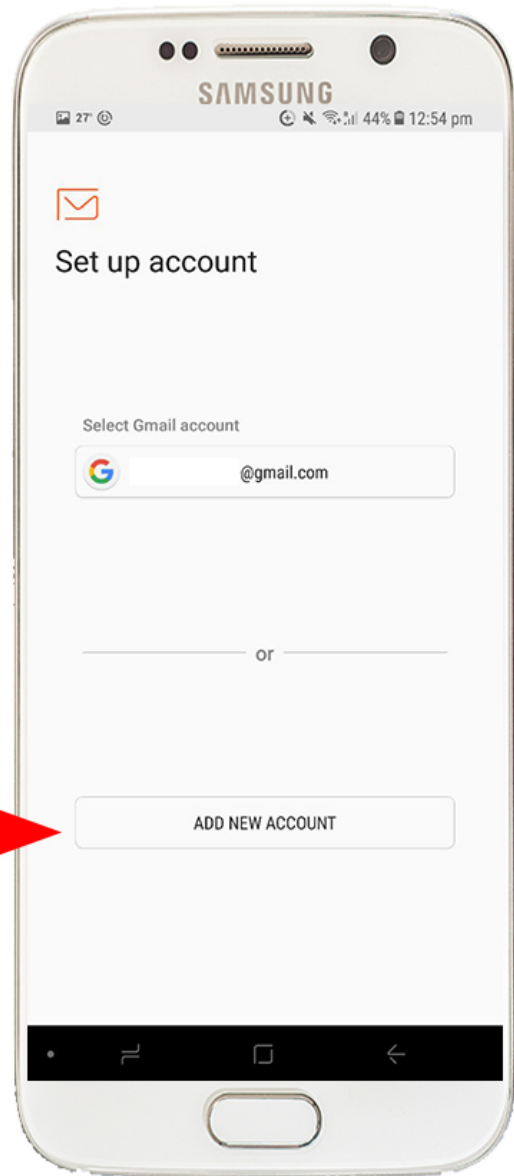 SAMSUNG
27° 44% 12:54 pm
Set up account
Select Gmail account
@gmail.com
or
ADD NEW ACCOUNT